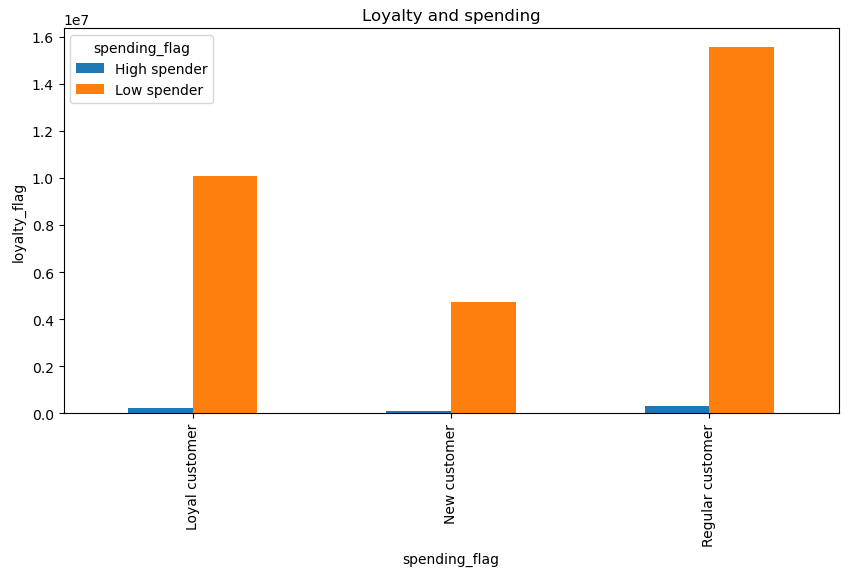 Loyalty and spending
1e7
1.6
1.4
1.2
1.0
0.8
0.6
0.4
0.2
0.0
loyalty_flag
spending_flag
High spender
Low spender
Loyal customer
New customer
Regular customer
spending_flag